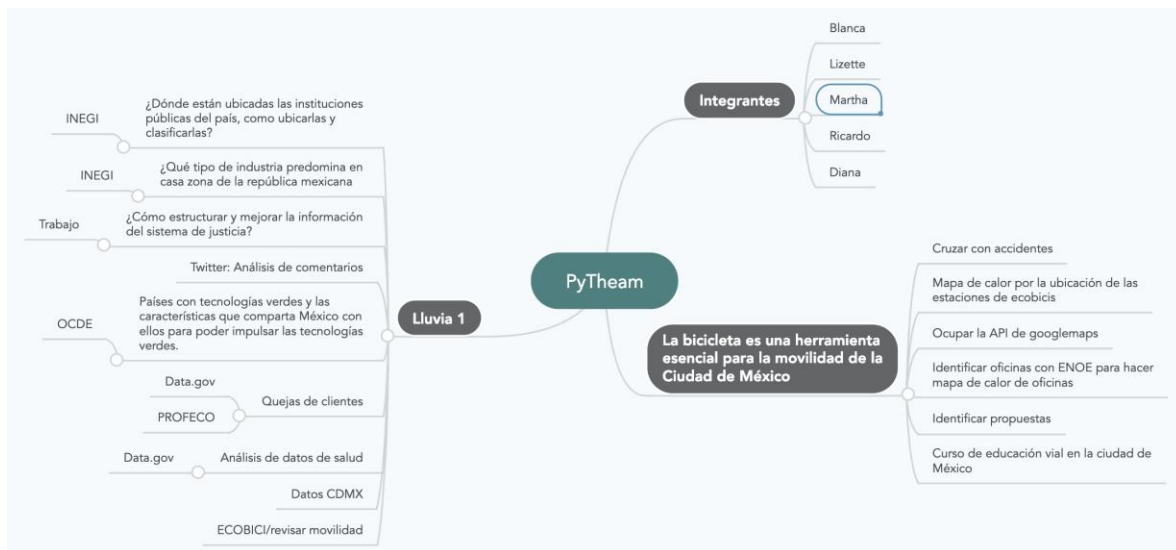 PyTheam
Integrantes
Blanca
Lizette
Martha
Ricardo
Diana
La bicicleta es una herramienta
esencial para la movilidad de la
Ciudad de México
Cruzar con accidentes
Mapa de calor por la ubicación de las
estaciones de ecobicis
Ocupar la API de googlemaps
Identificar oficinas con ENOE para hacer
mapa de calor de oficinas
Identificar propuestas
Curso de educación vial en la ciudad de
México
Lluvia 1
¿Dónde están ubicadas las instituciones
públicas del país, como ubicarlas y
clasificarlas?
INEGI
¿Qué tipo de industria predomina en
casa zona de la república mexicana
INEGI
¿Cómo estructurar y mejorar la información
del sistema de justicia?
Trabajo
Twitter: Análisis de comentarios
Países con tecnologías verdes y las
características que comparta México con
ellos para poder impulsar las tecnologías
verdes.
OCDE
Quejas de clientes
Data.gov
PROFECO
Análisis de datos de salud
Data.gov
Datos CDMX
ECOBICI/revisar movilidad